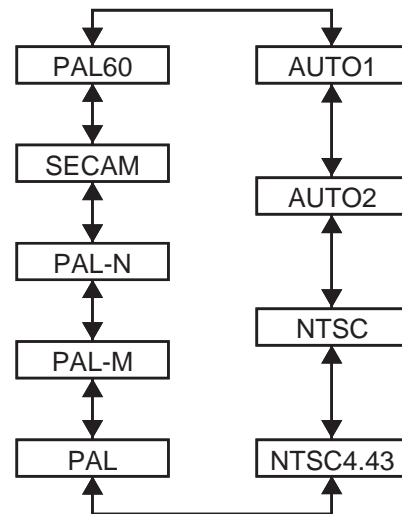 PAL60
SECAM
PAL-N
PAL-M
PAL
AUTO1
AUTO2
NTSC
NTSC4.43